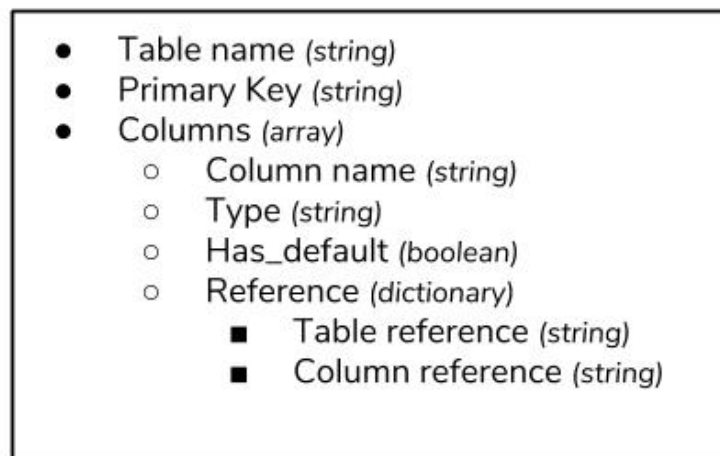 ● Table name (string)
● Primary Key (string)
● Columns (array)
○ Column name (string)
○ Type (string)
○ Has_default (boolean)
○ Reference (dictionary)
■ Table reference (string)
■ Column reference (string)